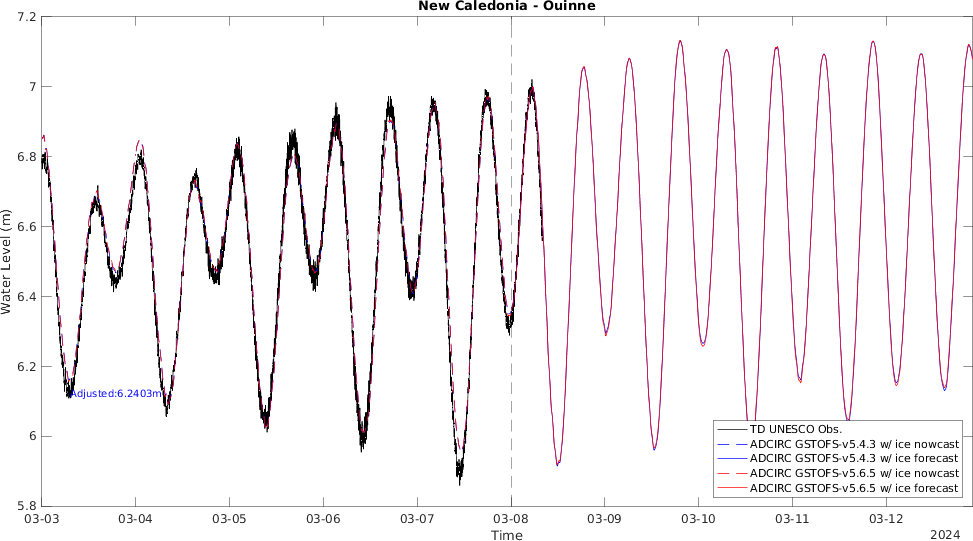 New Caledonia - Ouinne
7.2
7
6.8
6.6
6.4
6.2
6
5.8
Water Level (m)
Adjusted:6.2403m
TD UNESCO Obs.
ADCIRC GSTOFS-v5.4.3 w/ ice nowcast
ADCIRC GSTOFS-v5.4.3 w/ ice forecast
ADCIRC GSTOFS-v5.6.5 w/ ice nowcast
ADCIRC GSTOFS-v5.6.5 w/ ice forecast
03-03 03-04 03-05 03-06 03-07 03-08 03-09 03-10 03-11 03-12
Time
2024